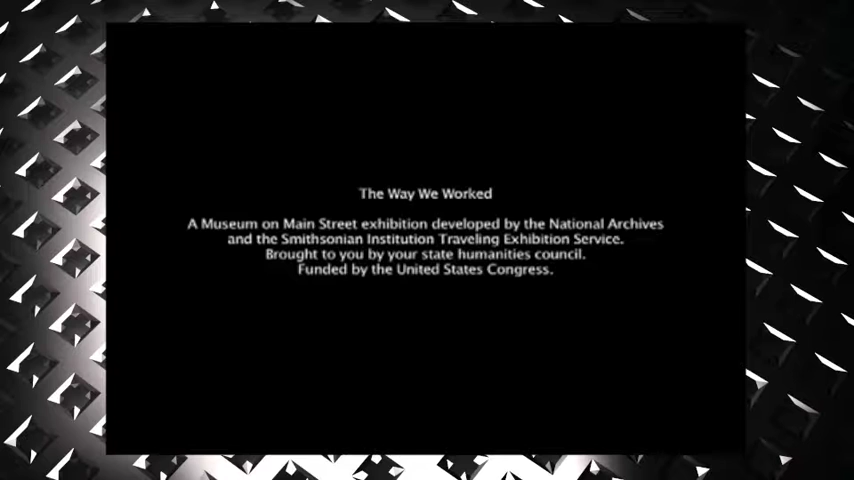 The Way We Worked
A Museum on Main Street exhibition developed by the National Archives
and the Smithsonian Institution Traveling Exhibition Service.
Brought to you by your state humanities council.
Funded by the United States Congress.